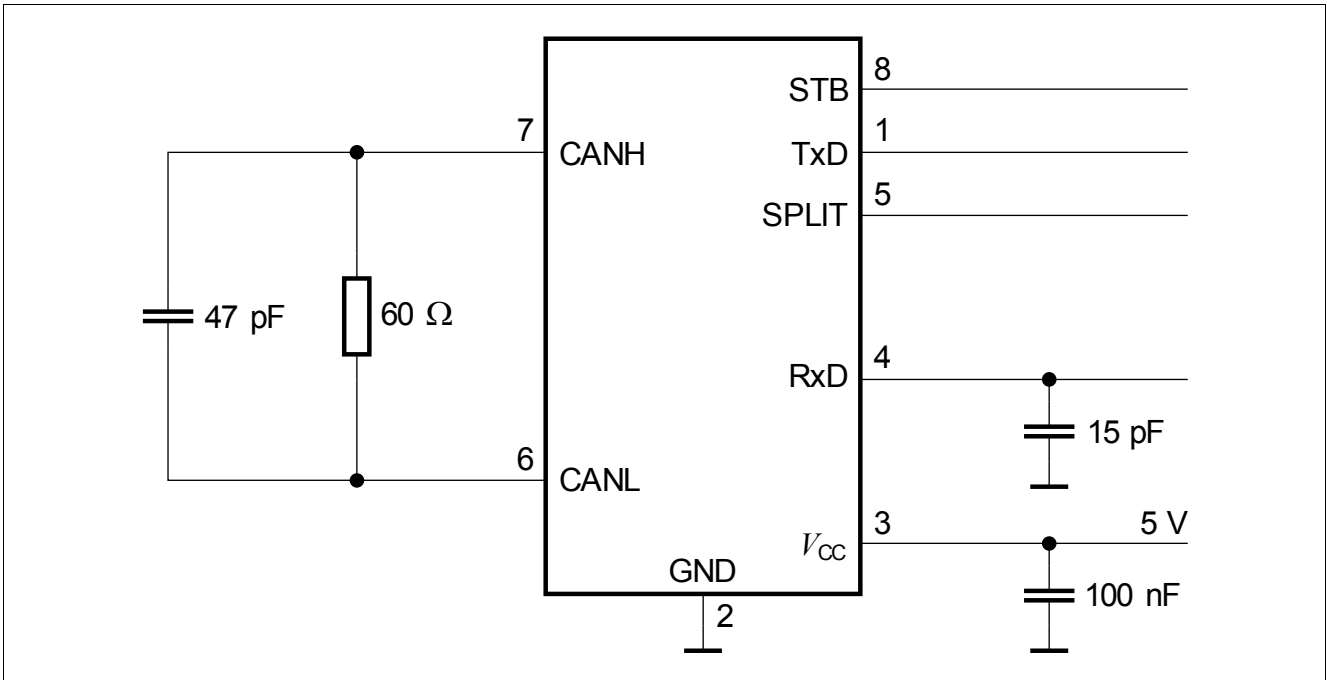 8
STB
1
7
CANH
TxD
5
SPLIT
47 pF
60 Ω
4
RxD
15 pF
6
CANL
3
5 V
VCC
GND
100 nF
2